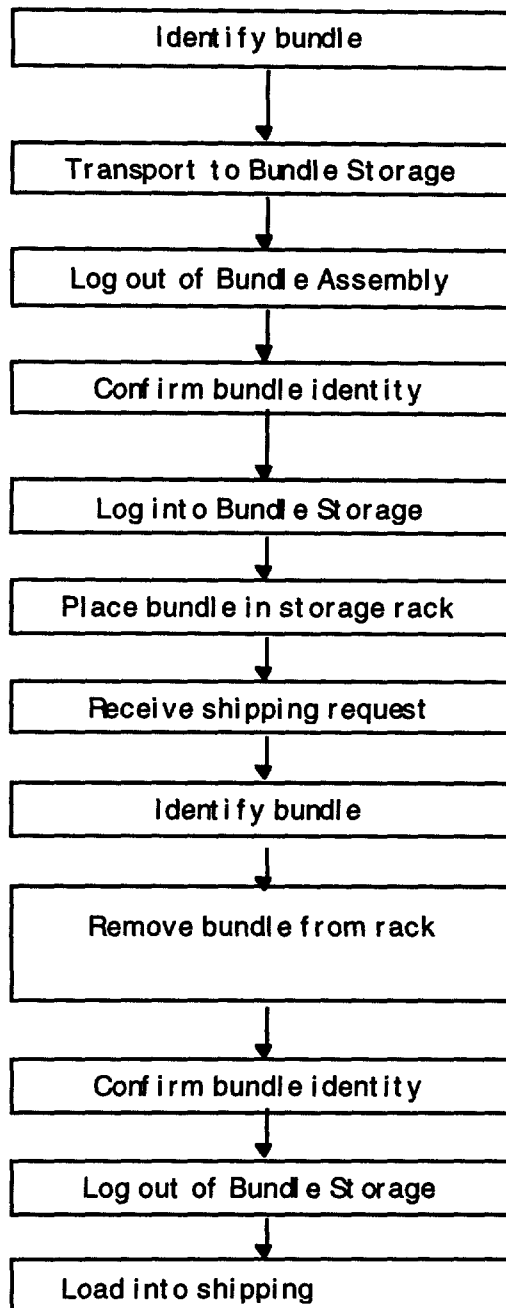 Identify bundle
Transport to Bundle Storage
Log out of Bundle Assembly
Confirm bundle identity
Log into Bundle Storage
Place bundle in storage rack
Receive shipping request
Identify bundle
Remove bundle from rack
Confirm bundle identity
Log out of Bundle Storage
Load into shipping